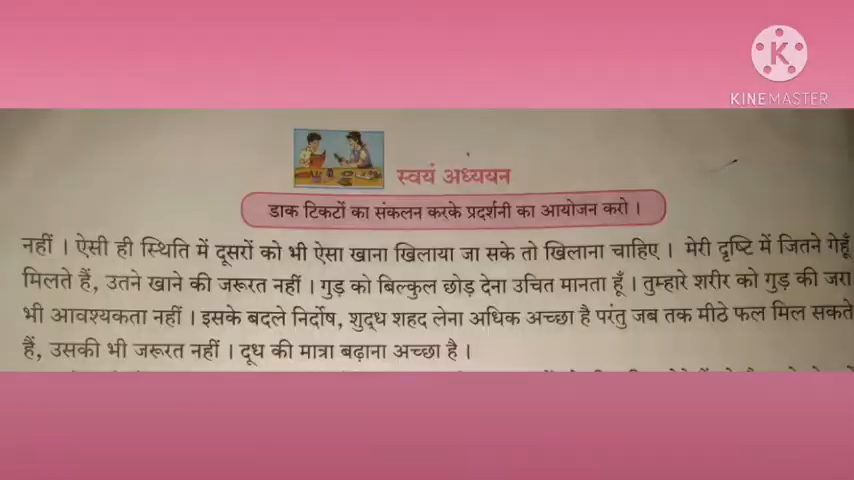 KINEMASTER
स्वयं अध्ययन
डाक टिकटों का संकलन करके प्रदर्शनी का आयोजन करो ।
नहीं । ऐसी ही स्थिति में दूसरों को भी ऐसा खाना खिलाया जा सके तो खिलाना चाहिए । मेरी दृष्टि में जितने गेहूँ
मिलते हैं, उतने खाने की जरूरत नहीं । गुड़ को बिल्कुल छोड़ देना उचित मानता हूँ । तुम्हारे शरीर को गुड़ की जरा
भी आवश्यकता नहीं । इसके बदले निर्दोष, शुद्ध शहद लेना अधिक अच्छा है परंतु जब तक मीठे फल मिल सकते
हैं, उसकी भी जरूरत नहीं । दूध की मात्रा बढ़ाना अच्छा है ।